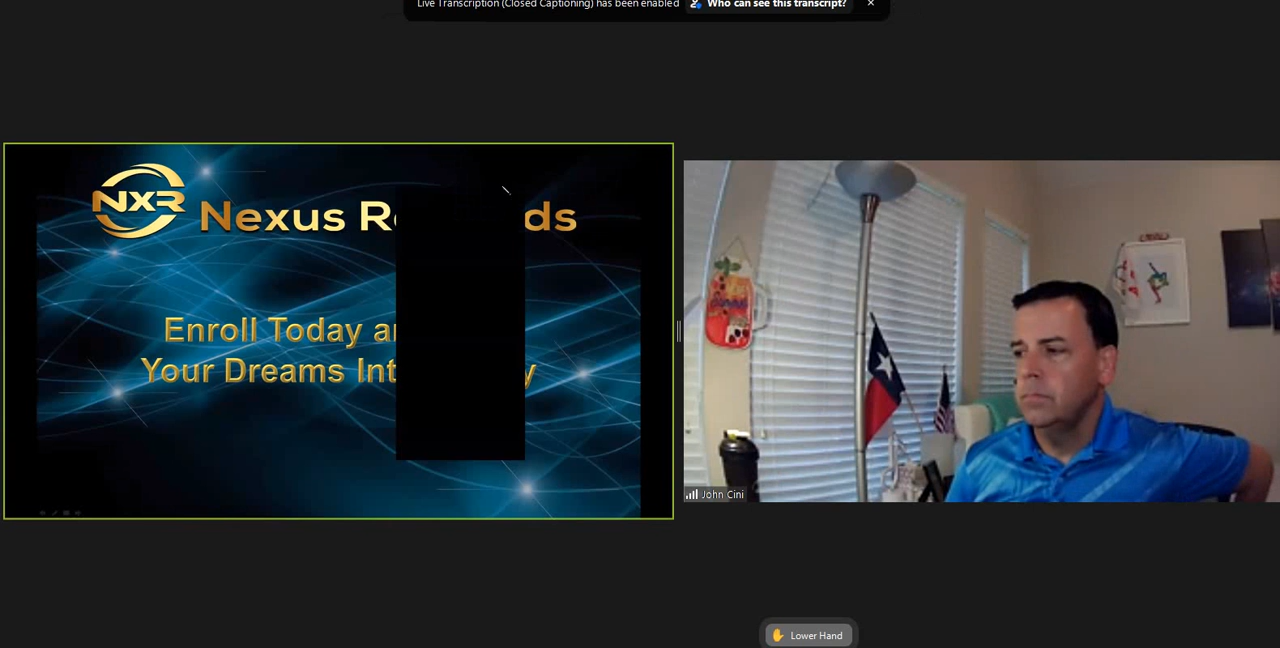 Live Transcription (Closed Captioning) has been enabled Who can see this transcript? ×
NXR
Nexus R ds
Enroll Today a
Your Dreams Int y
John Cini
Lower Hand